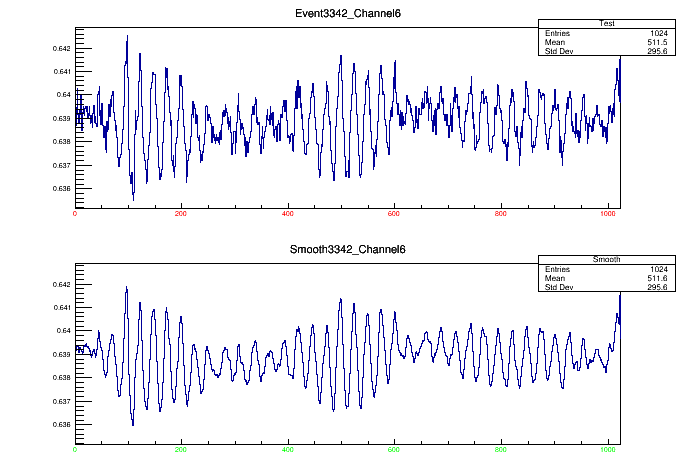 Event3342_Channel6
Test
Entries 1024
Mean 511.5
Std Dev 295.6
0.642
0.641
0.64
0.639
0.638
0.637
0.636
0 200 400 600 800 1000
Smooth3342_Channel6
Smooth
Entries 1024
Mean 511.6
Std Dev 295.6
0.642
0.641
0.64
0.639
0.638
0.637
0.636
0 200 400 600 800 1000